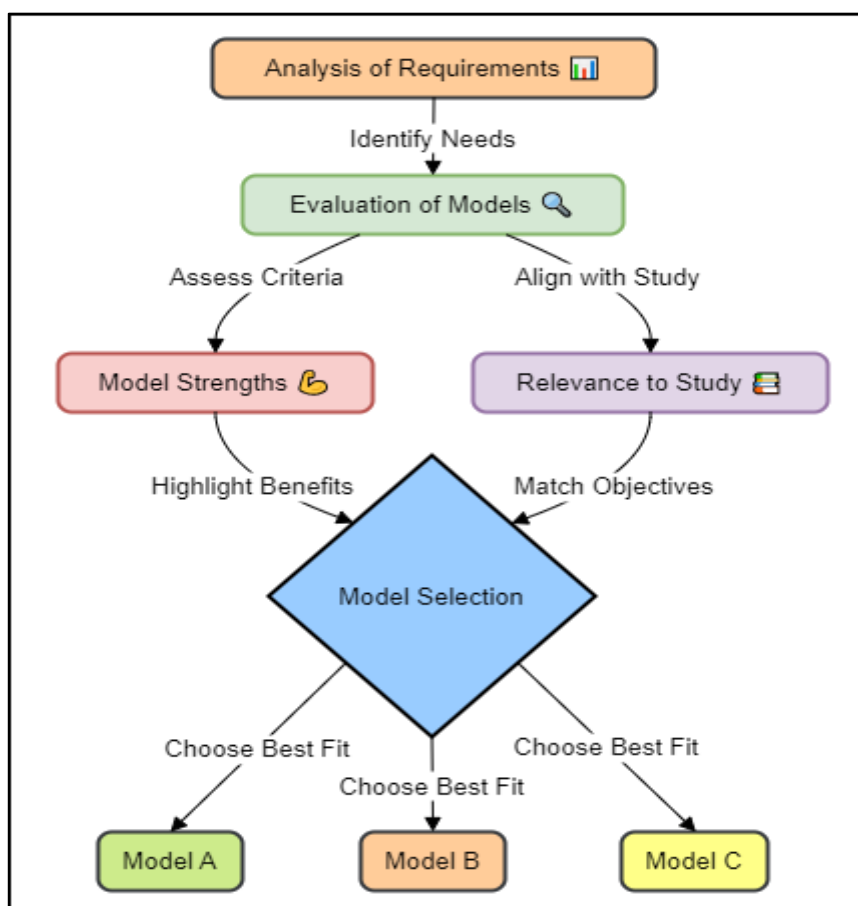 Analysis of Requirements 📊
Identify Needs
Evaluation of Models 🔍
Assess Criteria
Align with Study
Model Strengths 💪
Relevance to Study 📚
Highlight Benefits
Match Objectives
Model Selection
Choose Best Fit
Choose Best Fit
Choose Best Fit
Model A
Model B
Model C